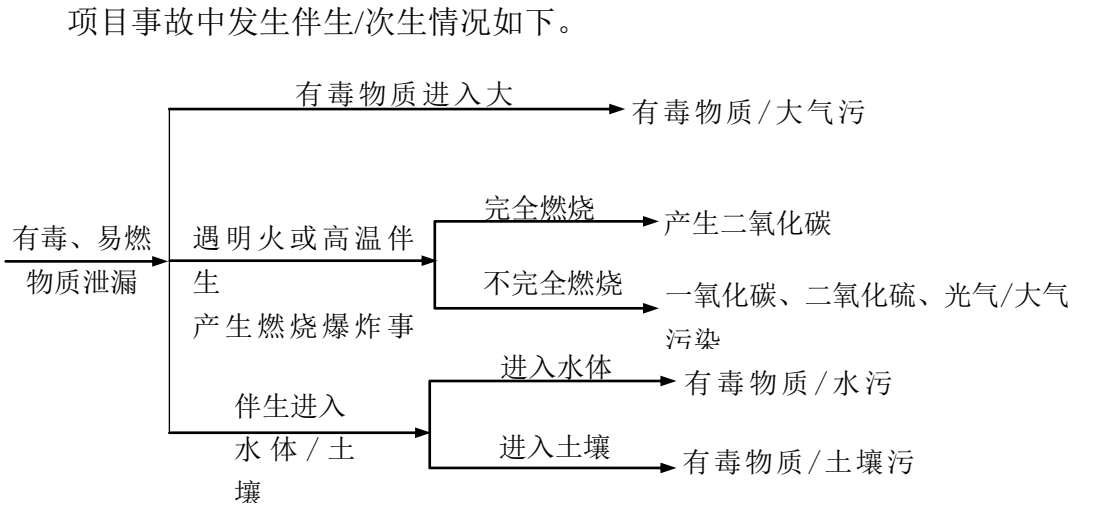 项目事故中发生伴生/次生情况如下。
有毒物质进入大
有毒物质/大气污
有毒、易燃
物质泄漏
遇明火或高温伴
生
产生燃烧爆炸事
完全燃烧
产生二氧化碳
不完全燃烧
一氧化碳、二氧化硫、光气/大气
污染
伴生进入
水体/土
壤
进入水体
有毒物质/水污
进入土壤
有毒物质/土壤污